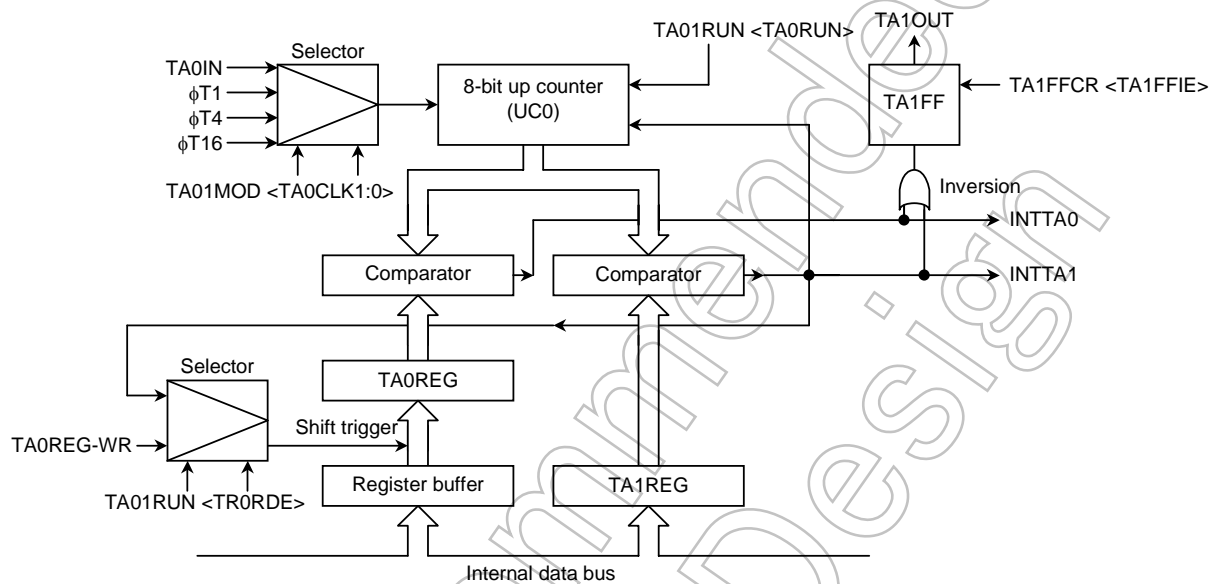 TA01RUN <TA0RUN>
TA1OUT
Selector
TA0IN
ϕT1
ϕT4
ϕT16
8-bit up counter
(UC0)
TA1FF
TA1FFCR <TA1FFIE>
TA01MOD <TA0CLK1:0>
Inversion
INTTA0
Comparator
Comparator
INTTA1
Selector
TA0REG
Shift trigger
TA0REG-WR
Register buffer
TA1REG
TA01RUN <TR0RDE>
Internal data bus